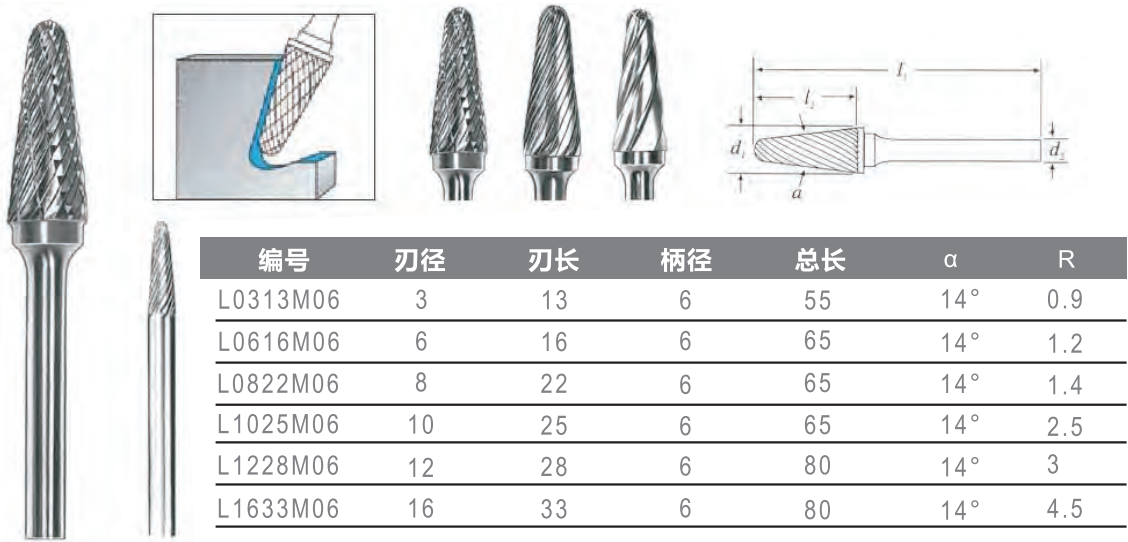 l₁
l₂
d₁
d₂
a
编号 刃径 刃长 柄径 总长 α R
L0313M06 3 13 6 55 14° 0.9
L0616M06 6 16 6 65 14° 1.2
L0822M06 8 22 6 65 14° 1.4
L1025M06 10 25 6 65 14° 2.5
L1228M06 12 28 6 80 14° 3
L1633M06 16 33 6 80 14° 4.5